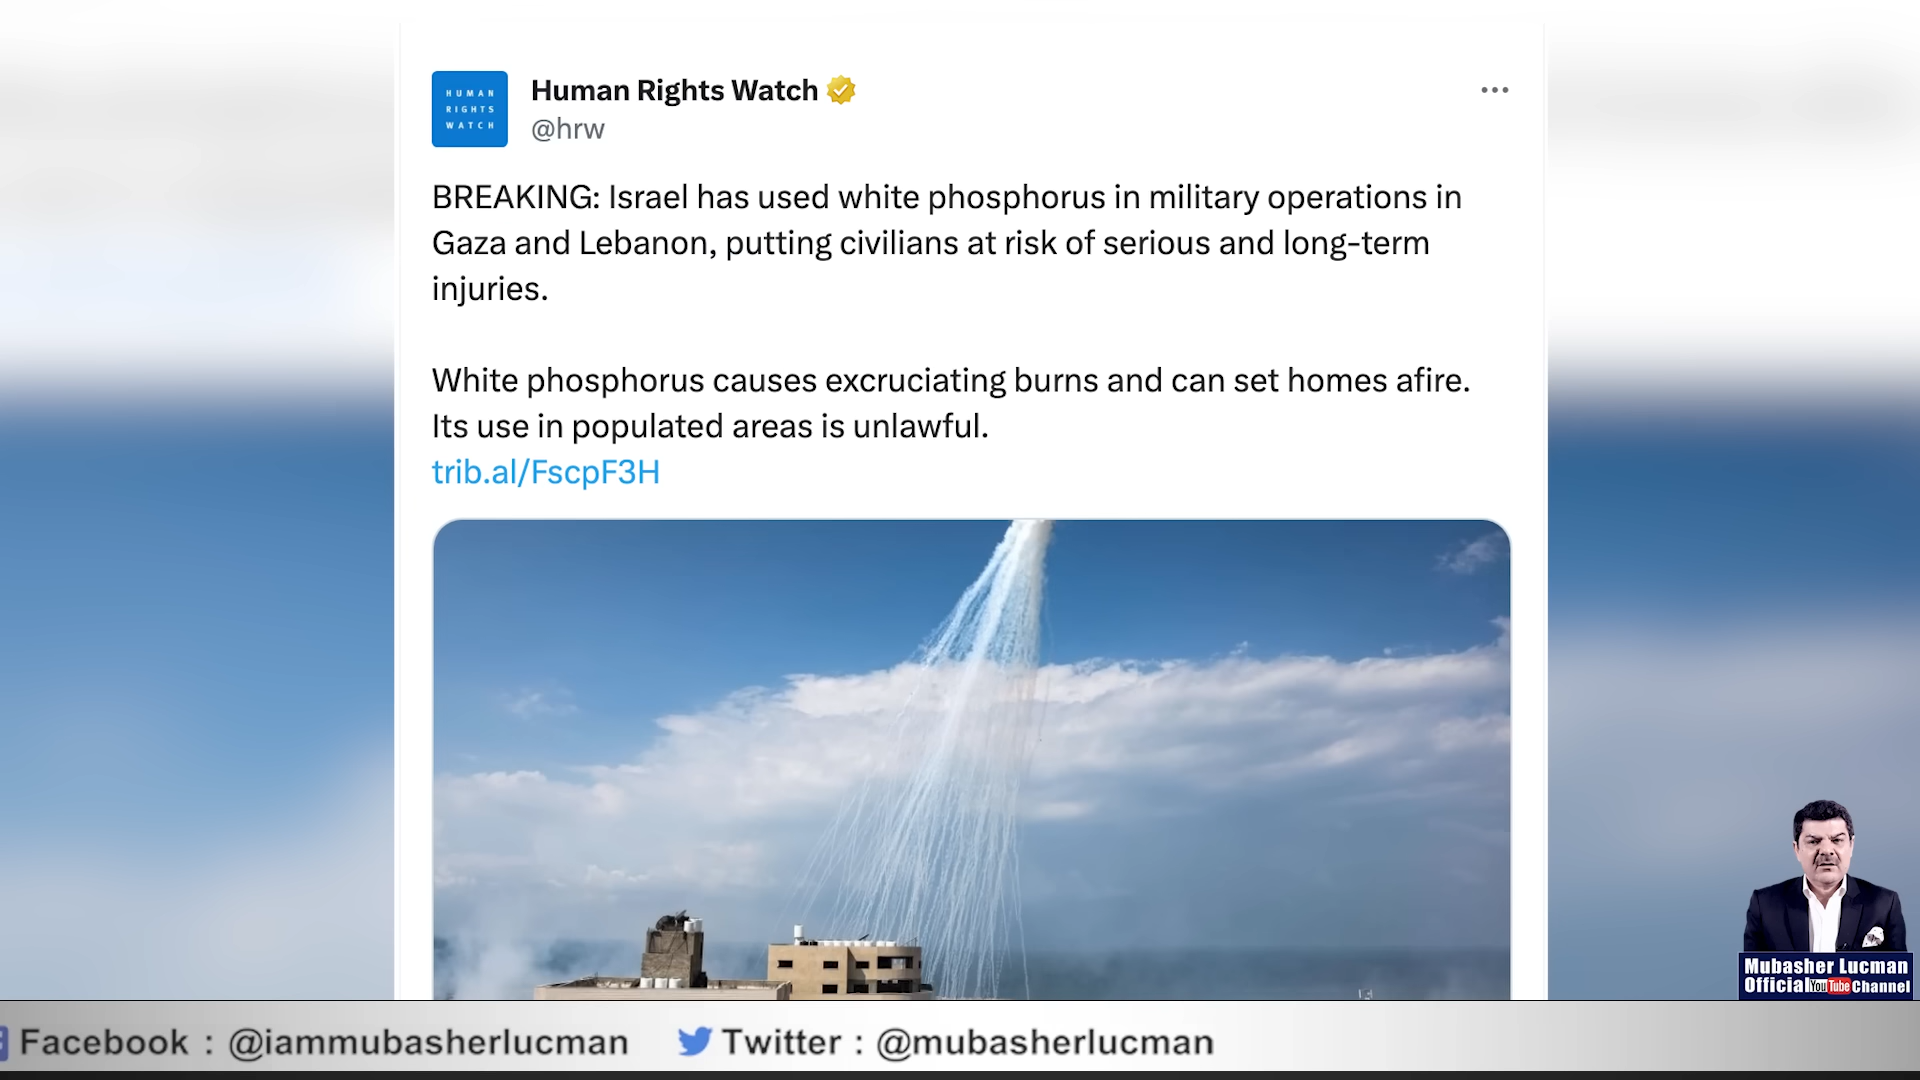 HUMAN
RIGHTS
WATCH
Human Rights Watch
@hrw
BREAKING: Israel has used white phosphorus in military operations in
Gaza and Lebanon, putting civilians at risk of serious and long-term
injuries.
White phosphorus causes excruciating burns and can set homes afire.
Its use in populated areas is unlawful.
trib.al/FscpF3H
Mubasher Lucman
Official YouTube Channel
Facebook : @iammubasherlucman Twitter : @mubasherlucman